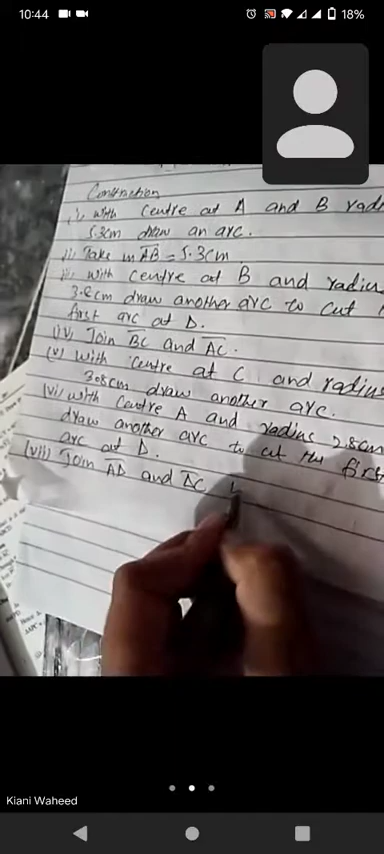 10:44
18%
Construction
(i) with centre at A and B radi
5.3cm draw an arc.
(ii) Take m AB = 5.3cm.
(iii) with centre at B and radius
3.8cm draw another arc to cut
first arc at D.
(iv) Join BC and AC.
(v) with centre at C and radius
3.8cm draw another arc.
(vi) with Centre A and radius 2.8cm
draw another arc to cut the first
arc at D.
(vii) Join AD and DC
Kiani Waheed